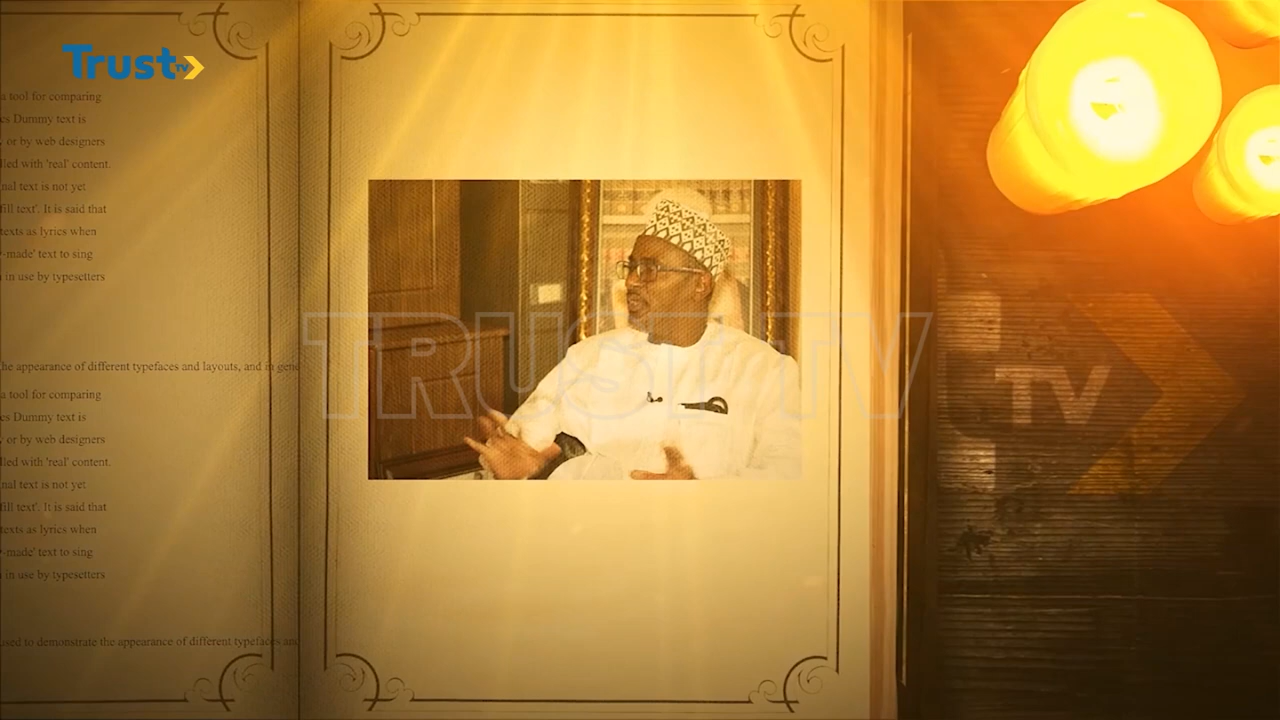 Trust TV
a tool for comparing
es Dummy text is
or by web designers
lled with 'real' content.
nal text is not yet
fill text'. It is said that
texts as lyrics when
-made' text to sing
in use by typesetters
he appearance of different typefaces and layouts, and in gene
a tool for comparing
es Dummy text is
or by web designers
lled with 'real' content.
nal text is not yet
fill text'. It is said that
texts as lyrics when
-made' text to sing
in use by typesetters
used to demonstrate the appearance of different typefaces and
TRUST TV
TV